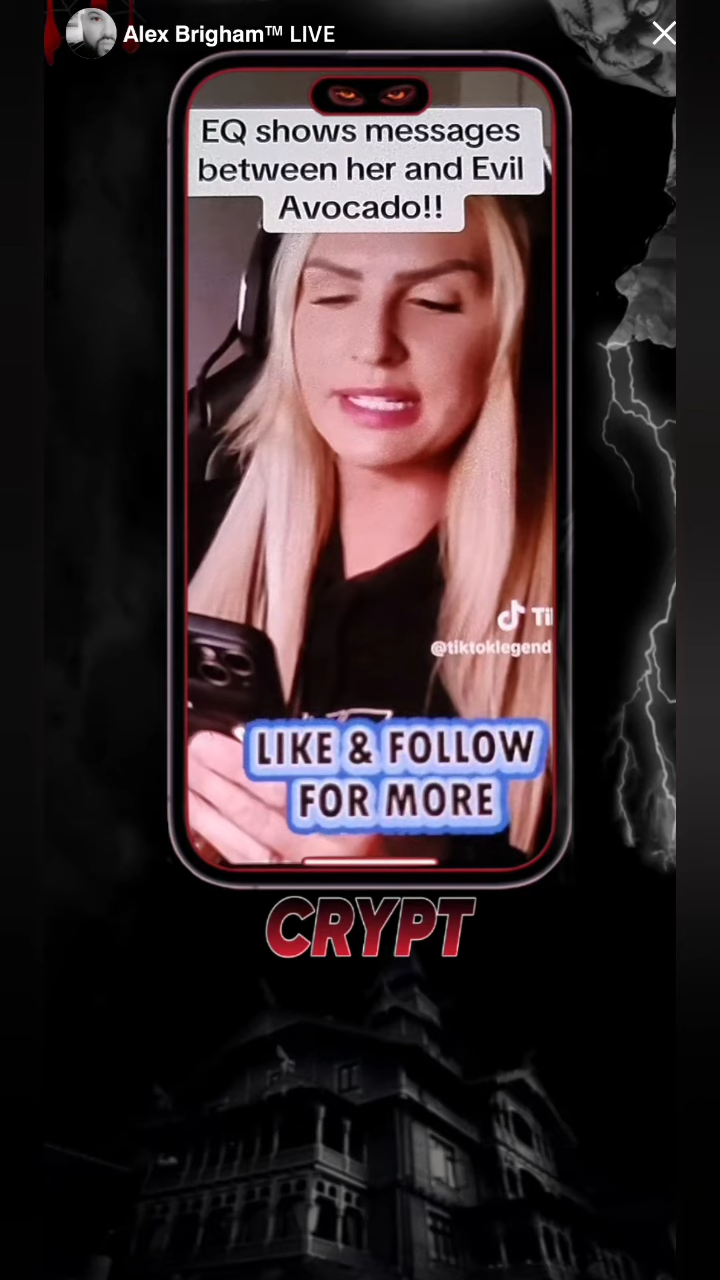 Alex Brigham™ LIVE
EQ shows messages
between her and Evil
Avocado!!
@tiktoklegend
LIKE & FOLLOW
FOR MORE
CRYPT